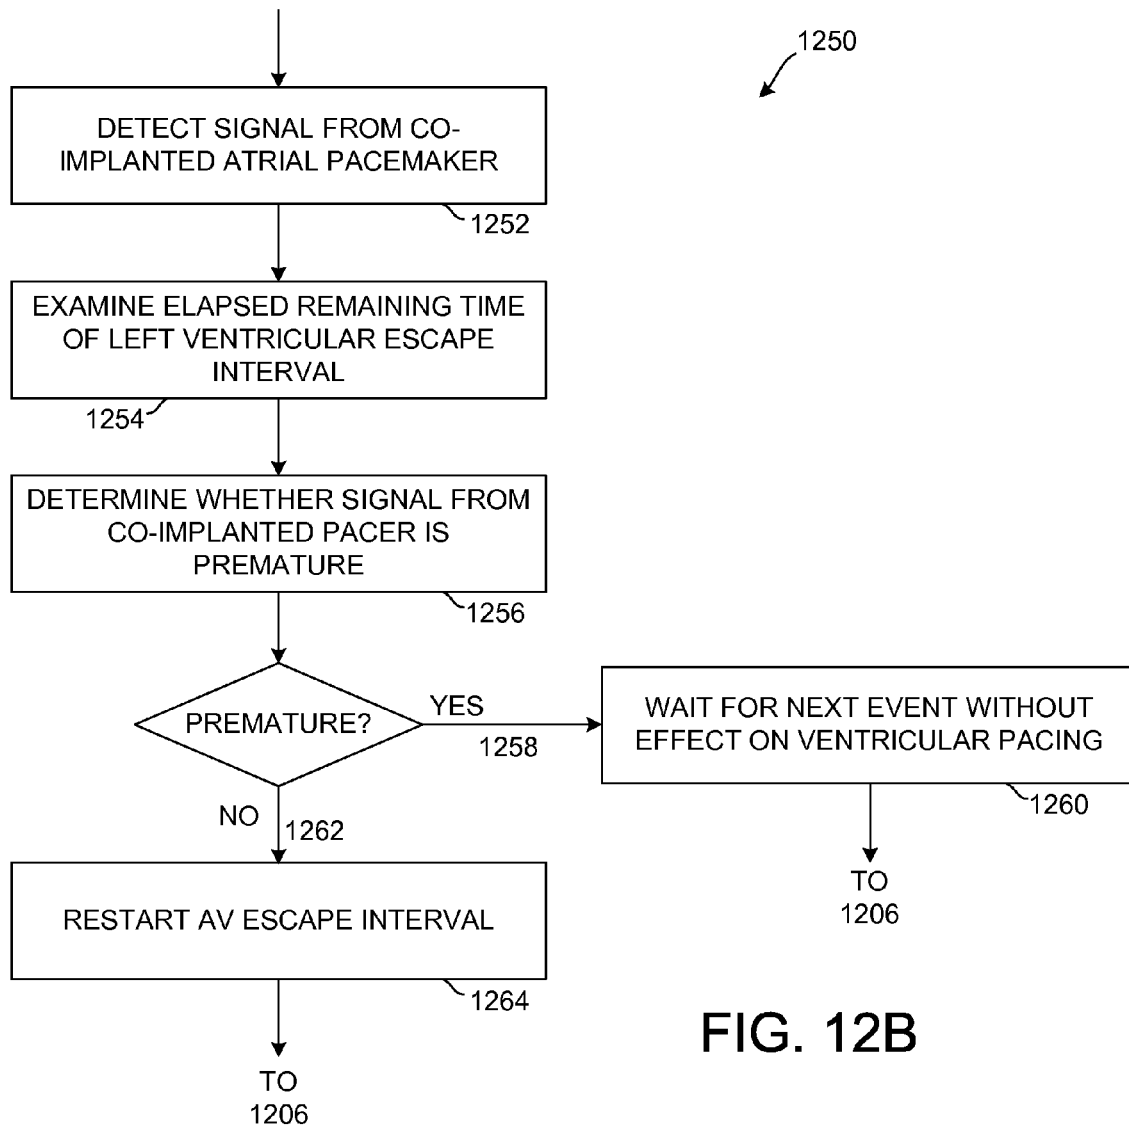 1250
DETECT SIGNAL FROM CO-
IMPLANTED ATRIAL PACEMAKER
1252
EXAMINE ELAPSED REMAINING TIME
OF LEFT VENTRICULAR ESCAPE
INTERVAL
1254
DETERMINE WHETHER SIGNAL FROM
CO-IMPLANTED PACER IS
PREMATURE
1256
PREMATURE?
YES
1258
WAIT FOR NEXT EVENT WITHOUT
EFFECT ON VENTRICULAR PACING
1260
TO
1206
NO
1262
RESTART AV ESCAPE INTERVAL
1264
TO
1206
FIG. 12B